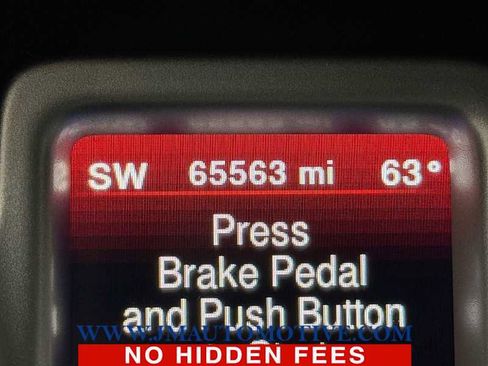 SW 65563 mi 63°
Press
Brake Pedal
and Push Button
WWW.JMAUTOMOTIVE.COM
NO HIDDEN FEES